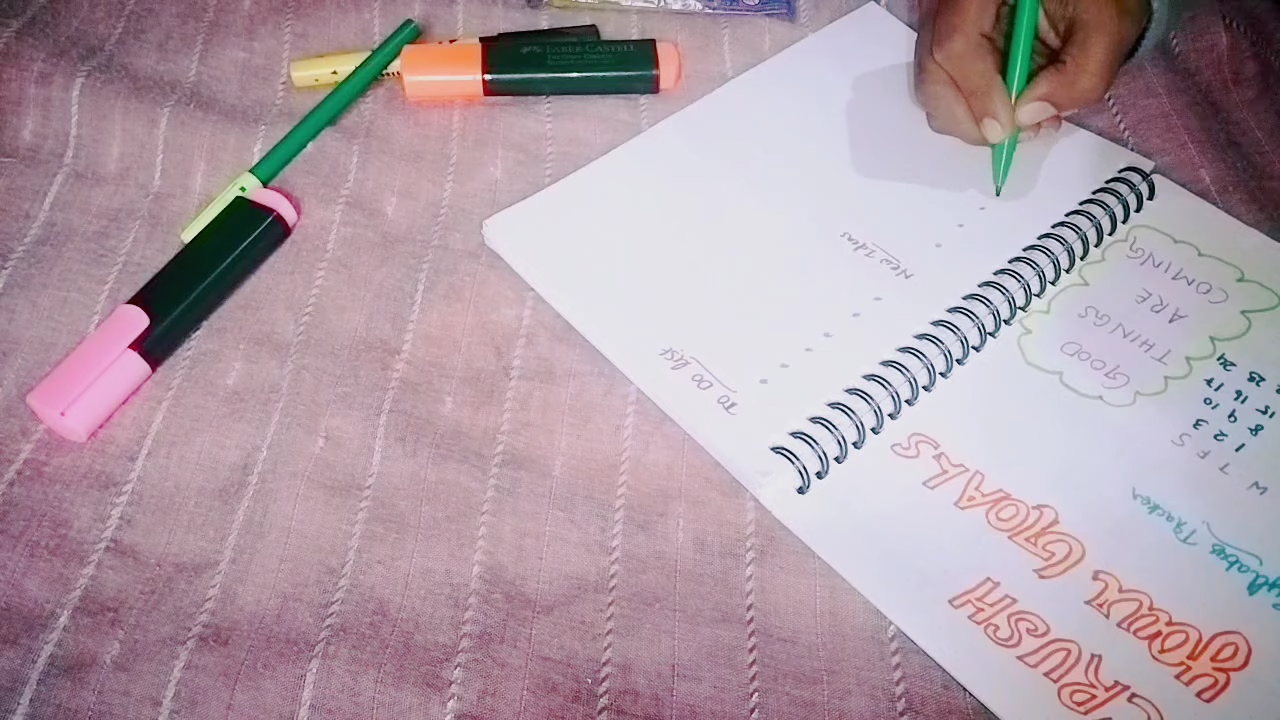 FABER-CASTELL
To Do List
New Ideas
CRUSH
YOUR GOALS
Syllabus Tracker
W T F S
1 2 3
8 9 10
15 16 17
23 24
GOOD
THINGS
ARE
COMING